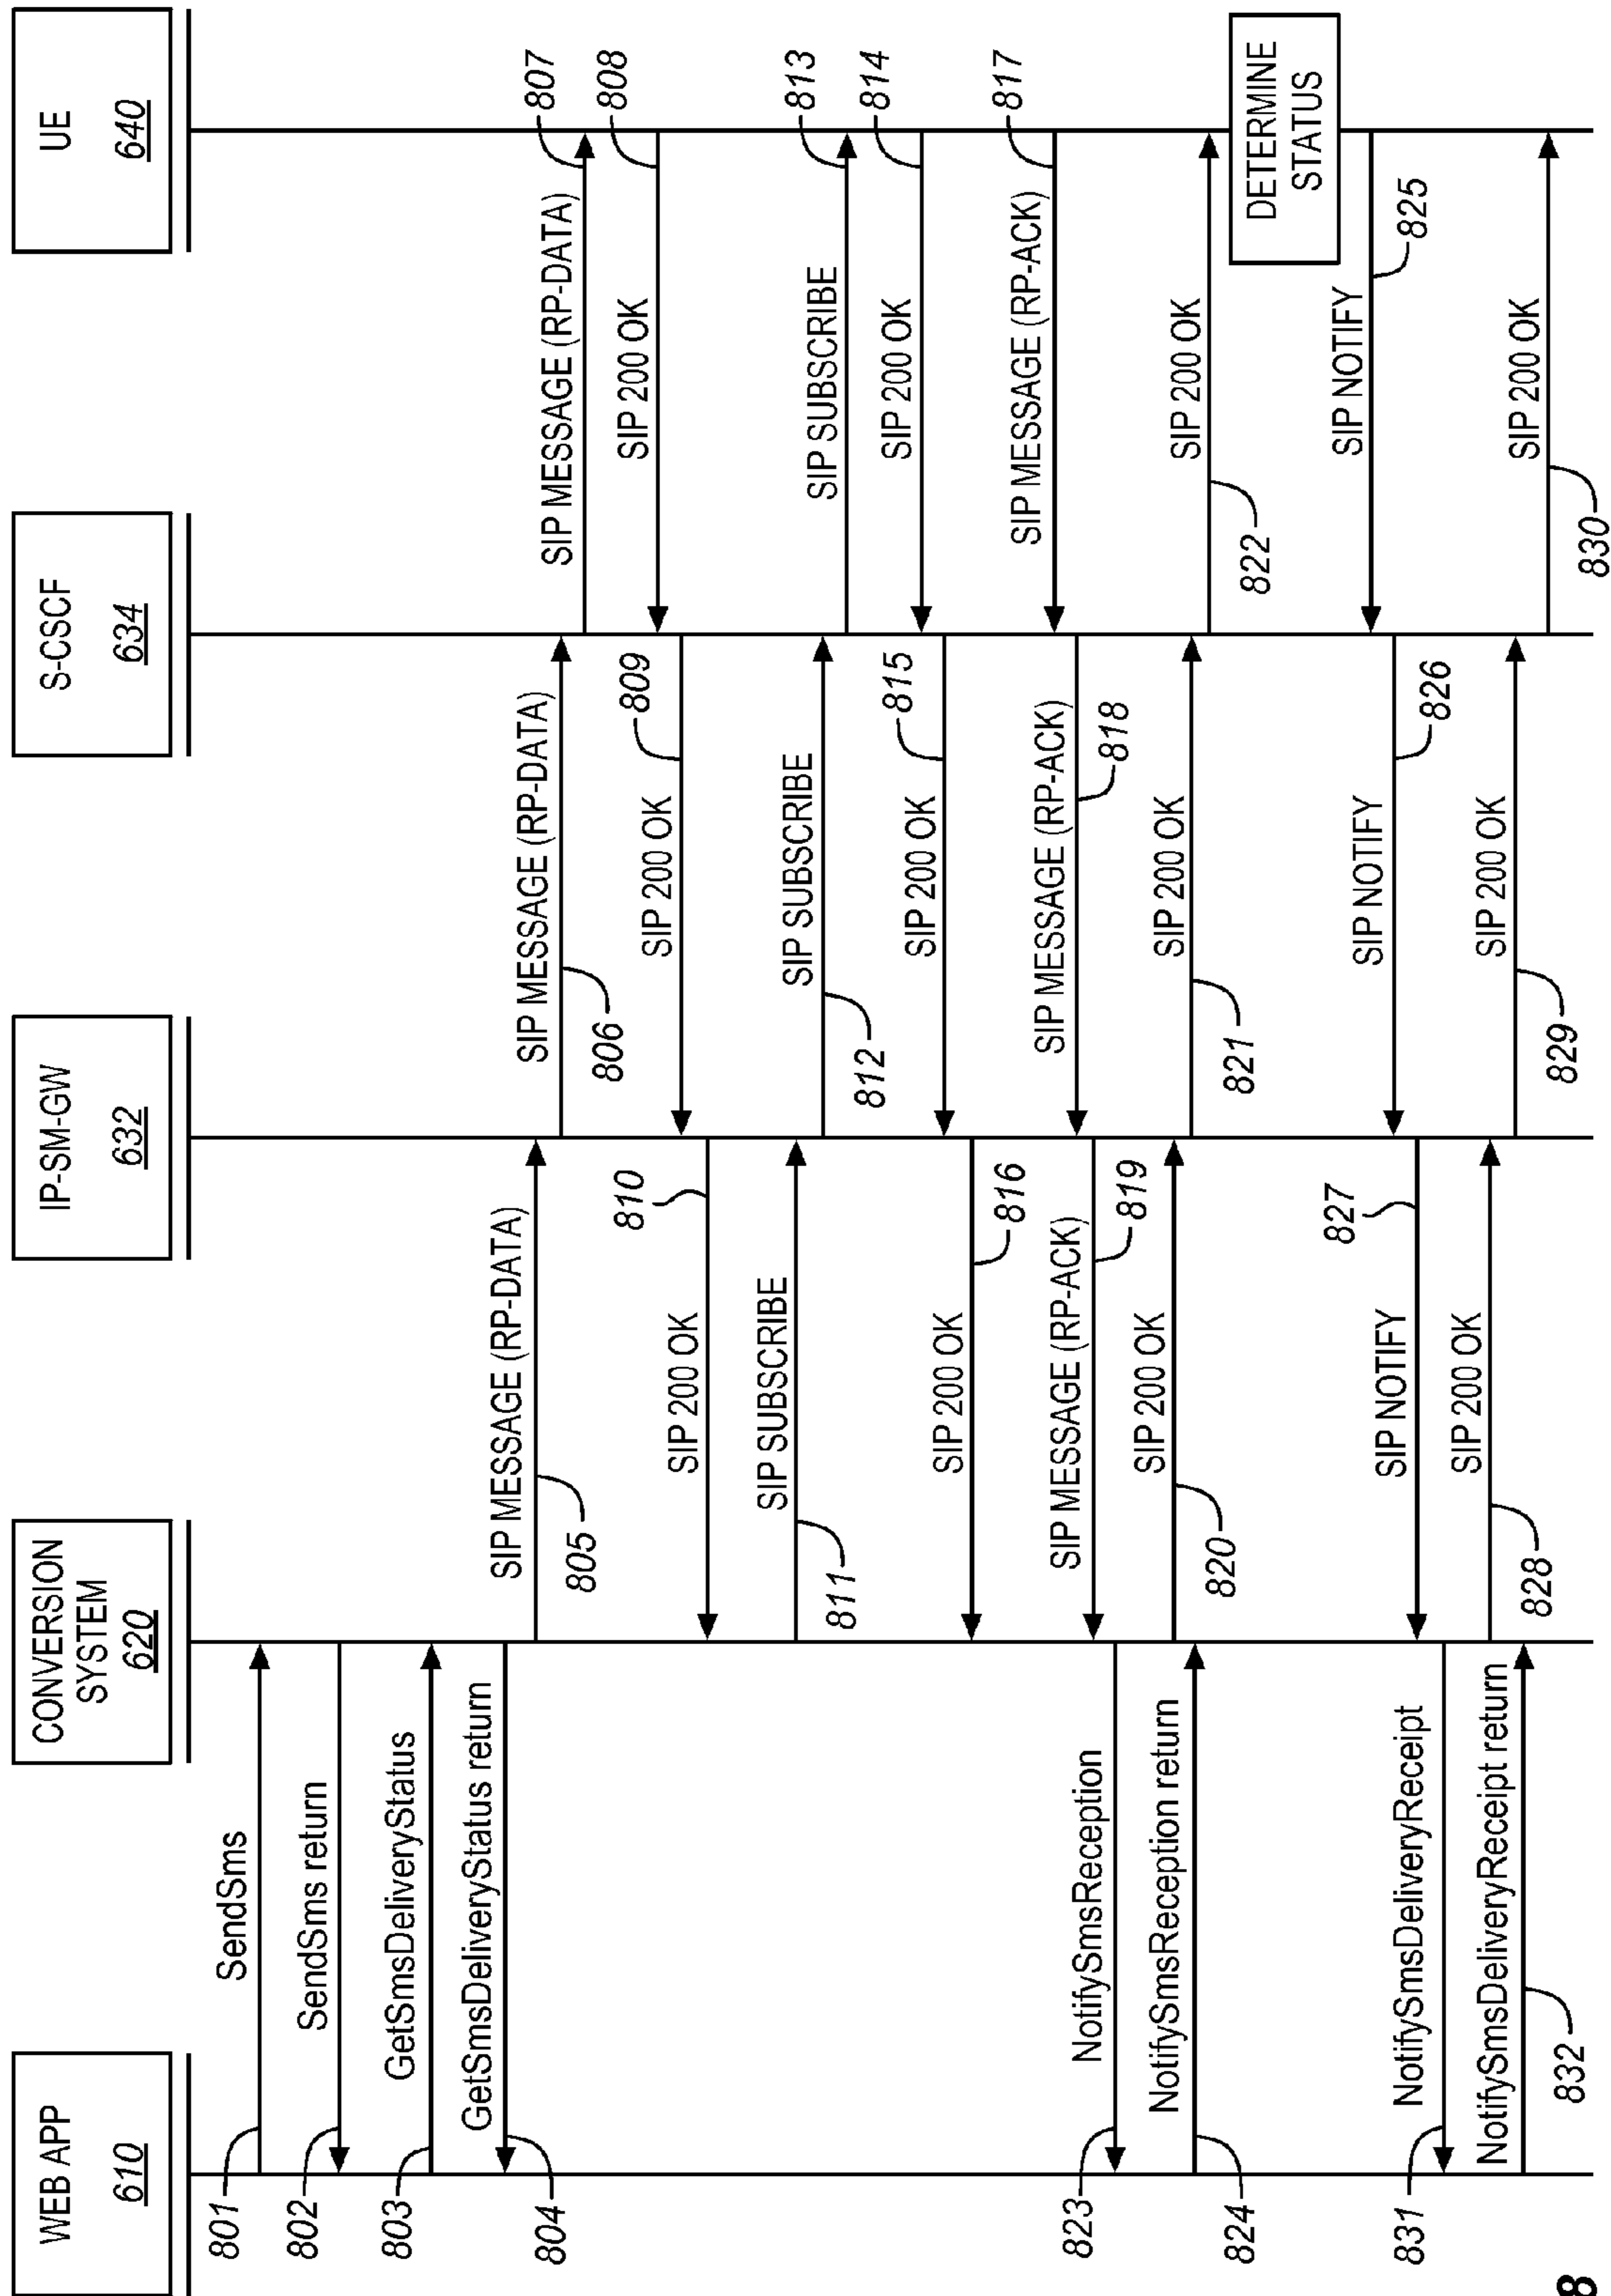 WEB APP
610
CONVERSION
SYSTEM
620
IP-SM-GW
632
S-CSCF
634
UE
640
801
SendSms
802
SendSms return
803
GetSmsDeliveryStatus
804
GetSmsDeliveryStatus return
SIP MESSAGE (RP-DATA)
805
SIP MESSAGE (RP-DATA)
806
SIP MESSAGE (RP-DATA)
807
SIP 200 OK
808
SIP 200 OK
809
SIP 200 OK
810
SIP SUBSCRIBE
811
SIP SUBSCRIBE
812
SIP SUBSCRIBE
813
SIP 200 OK
814
SIP 200 OK
815
SIP 200 OK
816
SIP MESSAGE (RP-ACK)
817
SIP MESSAGE (RP-ACK)
818
SIP MESSAGE (RP-ACK)
819
SIP 200 OK
820
SIP 200 OK
821
SIP 200 OK
822
823
NotifySmsReception
NotifySmsReception return
824
DETERMINE
STATUS
SIP NOTIFY
825
SIP NOTIFY
826
SIP NOTIFY
827
SIP 200 OK
828
SIP 200 OK
829
SIP 200 OK
830
831
NotifySmsDeliveryReceipt
NotifySmsDeliveryReceipt return
832
8